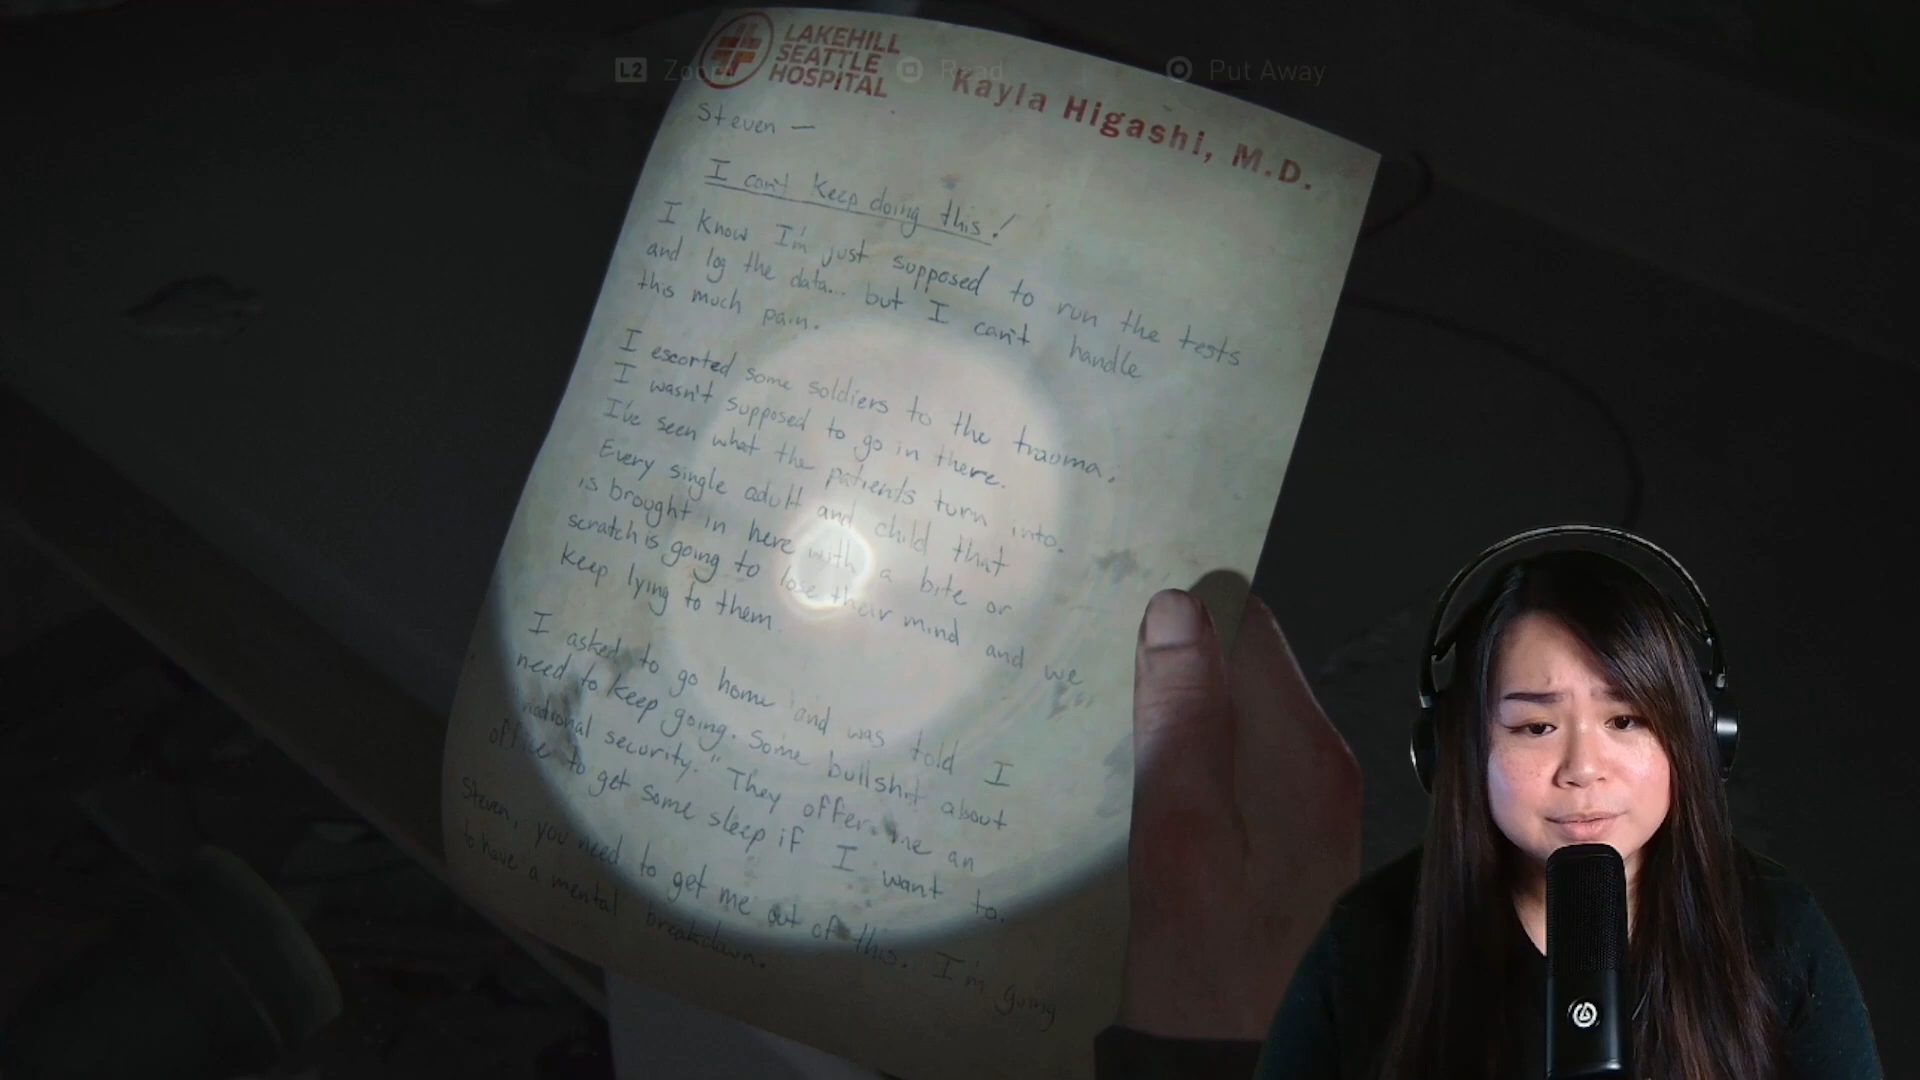 L2 Zoom Read Put Away
LAKEHILL
SEATTLE
HOSPITAL
Kayla Higashi, M.D.
Steven —
I can't keep doing this!
I know I'm just supposed to run the tests
and log the data... but I can't handle
this much pain.
I escorted some soldiers to the trauma.
I wasn't supposed to go in there.
I've seen what the patients turn into.
Every single adult and child that
is brought in here with a bite or
scratch is going to lose their mind and we
keep lying to them.
I asked to go home and was told I
need to keep going. Some bullshit about
national security." They offer me an
office to get some sleep if I want to.
Steven, you need to get me out of this. I'm going
to have a mental breakdown.